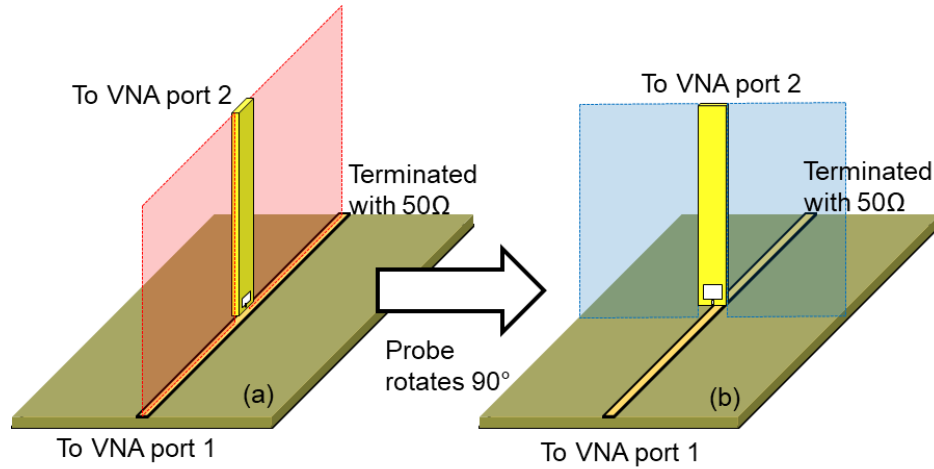 To VNA port 2
Terminated
with 50Ω
(a)
To VNA port 1
Probe
rotates 90°
To VNA port 2
Terminated
with 50Ω
(b)
To VNA port 1